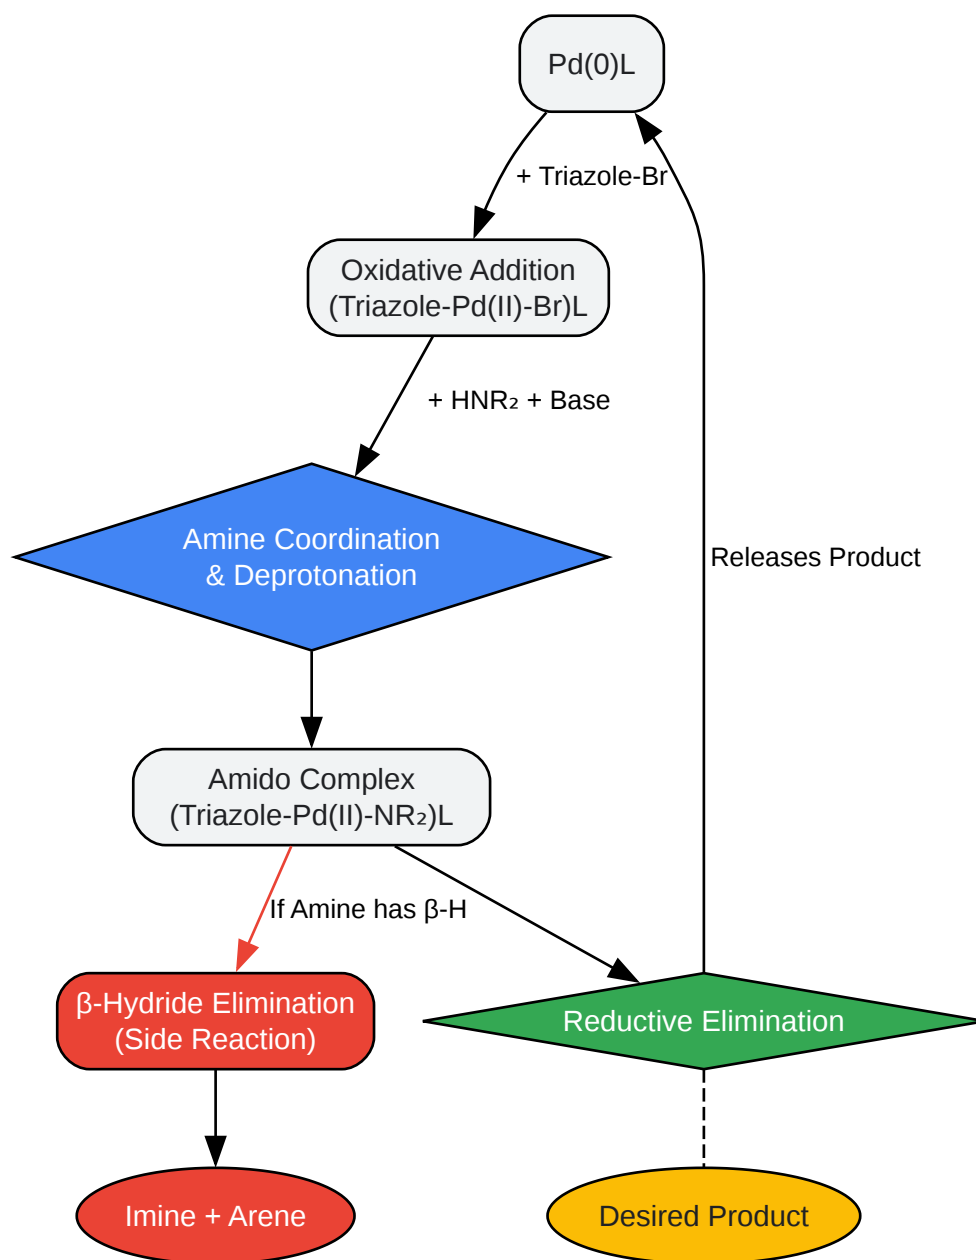 Pd(0)L
+ Triazole-Br
Oxidative Addition
(Triazole-Pd(II)-Br)L
+ HNR₂ + Base
Amine Coordination
& Deprotonation
Releases Product
Amido Complex
(Triazole-Pd(II)-NR₂)L
If Amine has β-H
β-Hydride Elimination
(Side Reaction)
Reductive Elimination
Imine + Arene
Desired Product